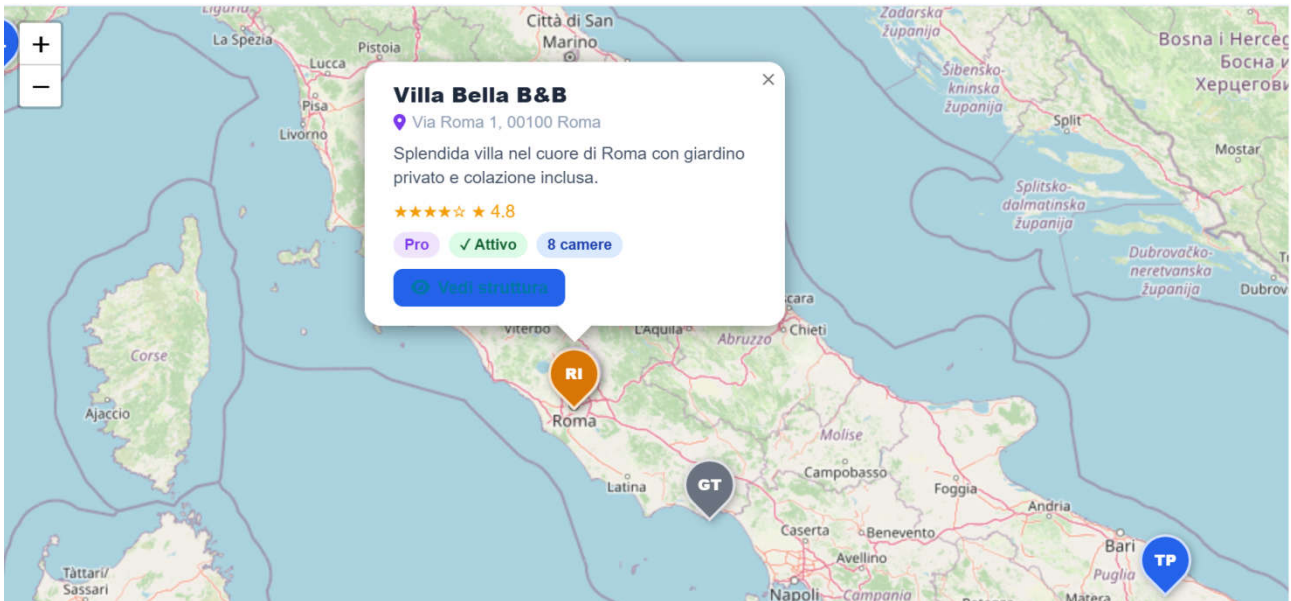 Liguria
La Spezia
Pistoia
Lucca
Pisa
Livorno
Città di San
Marino
Zadarska
županija
Bosna i Herceg
Босна и
Херцегови
Šibensko-
kninska
županija
Split
Mostar
Splitsko-
dalmatinska
županija
Dubrovačko-
neretvanska
županija
Dubrov
+
−
×
Villa Bella B&B
Via Roma 1, 00100 Roma
Splendida villa nel cuore di Roma con giardino
privato e colazione inclusa.
★★★★☆ ★ 4.8
Pro ✓ Attivo 8 camere
Vedi struttura
Viterbo
L'Aquila
cara
Chieti
Abruzzo
Corse
Ajaccio
RI
Roma
Molise
Latina
GT
Campobasso
Foggia
Andria
Caserta
Benevento
Avellino
Bari
TP
Puglia
Tàttari/
Sassari
Napoli
Campania
Potenza
Matera